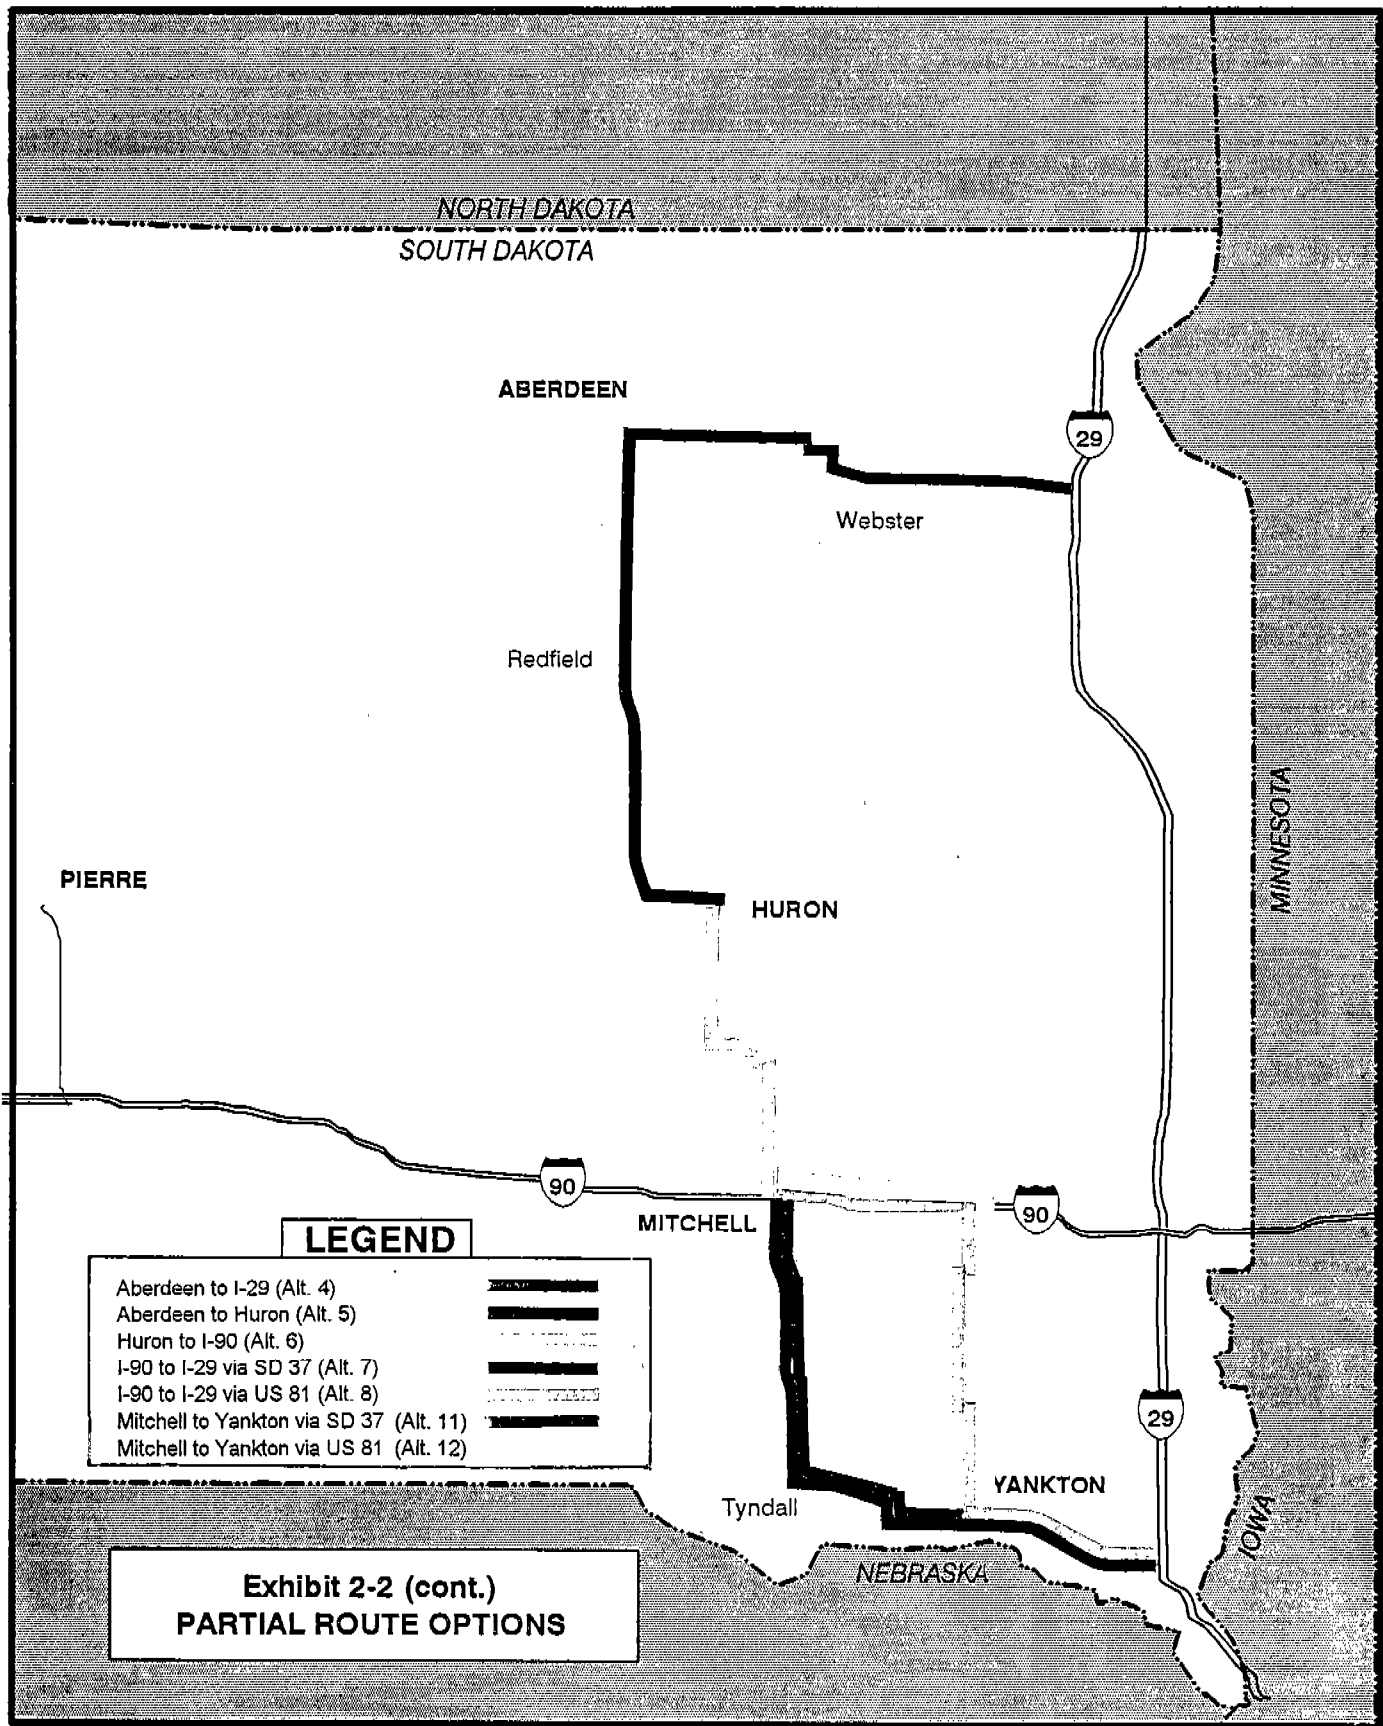 NORTH DAKOTA
SOUTH DAKOTA
ABERDEEN
29
Webster
Redfield
MINNESOTA
PIERRE
HURON
90
90
MITCHELL
LEGEND
Aberdeen to I-29 (Alt. 4)
Aberdeen to Huron (Alt. 5)
Huron to I-90 (Alt. 6)
I-90 to I-29 via SD 37 (Alt. 7)
I-90 to I-29 via US 81 (Alt. 8)
Mitchell to Yankton via SD 37 (Alt. 11)
Mitchell to Yankton via US 81 (Alt. 12)
29
YANKTON
Tyndall
IOWA
NEBRASKA
Exhibit 2-2 (cont.)
PARTIAL ROUTE OPTIONS